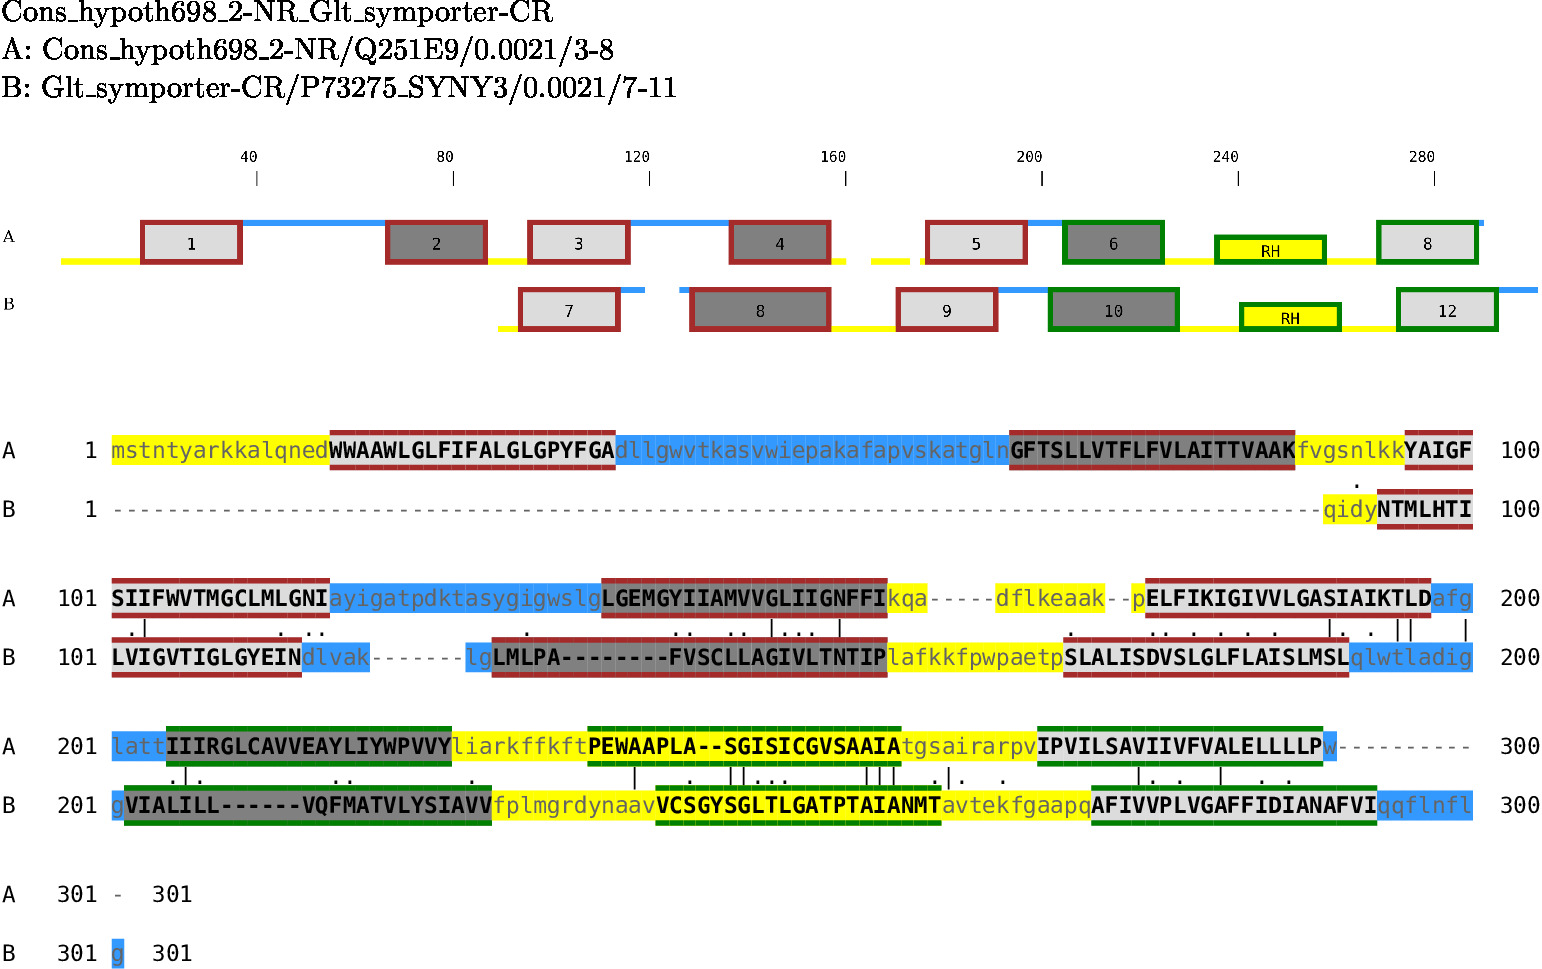 Cons_hypoth698_2-NR_Glt_symporter-CR
A: Cons_hypoth698_2-NR/Q251E9/0.0021/3-8
B: Glt_symporter-CR/P73275_SYNY3/0.0021/7-11
40 80 120 160 200 240 280
A 1 2 3 4 5 6 RH 8
B 7 8 9 10 RH 12
A 1 mstntyarkkalqnedWWAAWLGLFIFALGLGPYFGAdllgwvtkasvwiepakafapvskatglnGFTSLLVTFLFVLAITTVAAKfvgsnlkkYAIGF 100
.
B 1 -----------------------------------------------------------------------------------------qidyNTMLHTI 100
A 101 SIIFWVTMGCLMLGNIayigatpdktasygigwslgLGEMGYIIAMVVGLIIGNFFIkqa-----dflkeaak--pELFIKIGIVVLGASIAIKTLDafg 200
.| . .. . .. .. |... | . .. . . . . |. . || |
B 101 LVIGVTIGLGYEINdlvak-------lgLMLPA--------FVSCLLAGIVLTNTIPlafkkfpwpaetpSLALISDVSLGLFLAISLMSLqlwtladig 200
A 201 lattIIIRGLCAVVEAYLIYWPVVYliarkffkftPEWAAPLA--SGISICGVSAAIAtgsairarpvIPVILSAVIIVFVALELLLLPw---------- 300
.|. .. . | . ||... ||| .|. . |. . | . .
B 201 gVIALILL------VQFMATVLYSIAVVfplmgrdynaavVCSGYSGLTLGATPTAIANMTavtekfgaapqAFIVVPLVGAFFIDIANAFVIqqflnfl 300
A 301 - 301
B 301 g 301